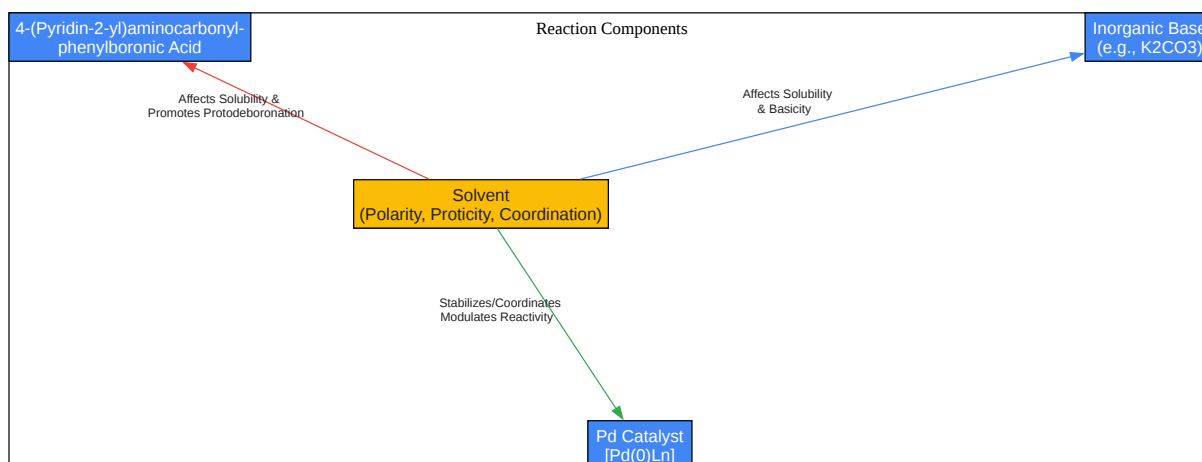 4-(Pyridin-2-yl)aminocarbonyl-
phenylboronic Acid
Reaction Components
Inorganic Base
(e.g., K2CO3)
Affects Solubility &
Promotes Protodeboronation
Affects Solubility
& Basicity
Solvent
(Polarity, Proticity, Coordination)
Stabilizes/Coordinates
Modulates Reactivity
Pd Catalyst
[Pd(0)Ln]